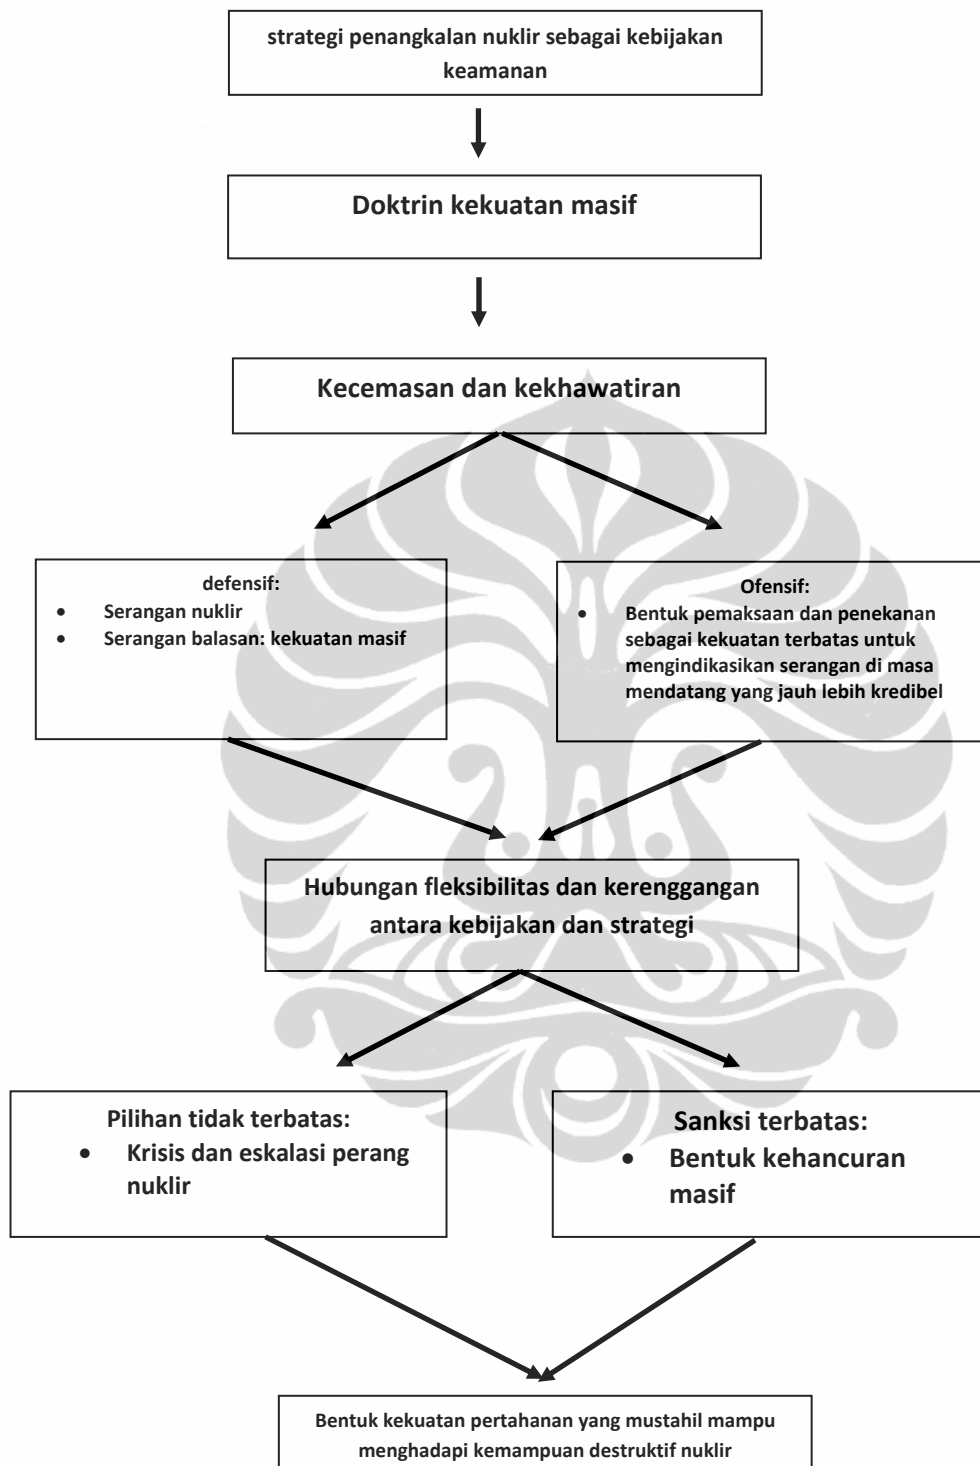 strategi penangkalan nuklir sebagai kebijakan
keamanan
Doktrin kekuatan masif
Kecemasan dan kekhawatiran
defensif:
• Serangan nuklir
• Serangan balasan: kekuatan masif
Ofensif:
• Bentuk pemaksaan dan penekanan
sebagai kekuatan terbatas untuk
mengindikasikan serangan di masa
mendatang yang jauh lebih kredibel
Hubungan fleksibilitas dan kerenggangan
antara kebijakan dan strategi
Pilihan tidak terbatas:
• Krisis dan eskalasi perang
nuklir
Sanksi terbatas:
• Bentuk kehancuran
masif
Bentuk kekuatan pertahanan yang mustahil mampu
menghadapi kemampuan destruktif nuklir